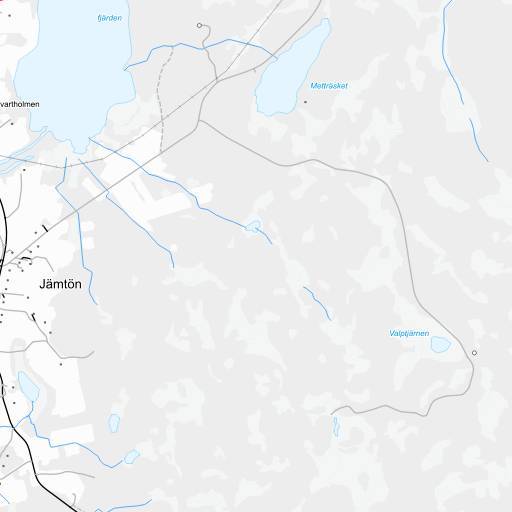 fjärden
Metträsket
vartholmen
Jämtön
Valptjärnen